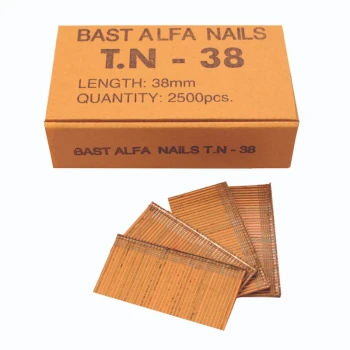 BAST ALFA NAILS
T.N - 38
LENGTH: 38mm
QUANTITY: 2500pcs.
BAST ALFA NAILS T.N - 38